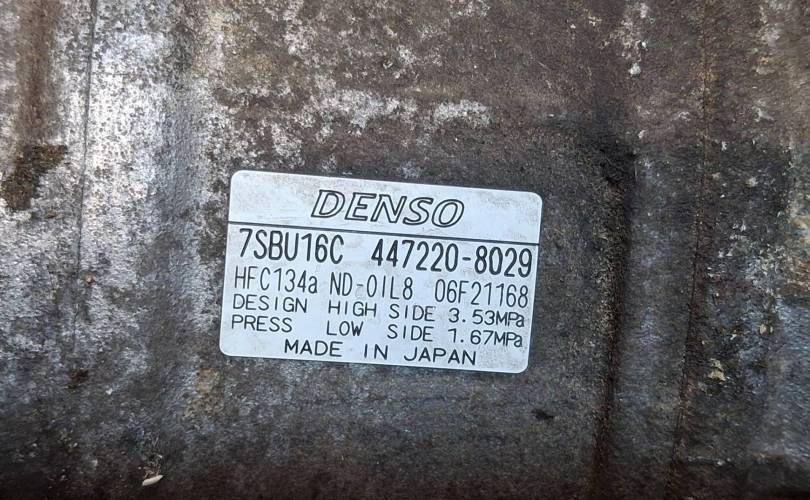 DENSO
7SBU16C 447220-8029
HFC134a ND-OIL8 06F21168
DESIGN HIGH SIDE 3.53MPa
PRESS LOW SIDE 1.67MPa
MADE IN JAPAN